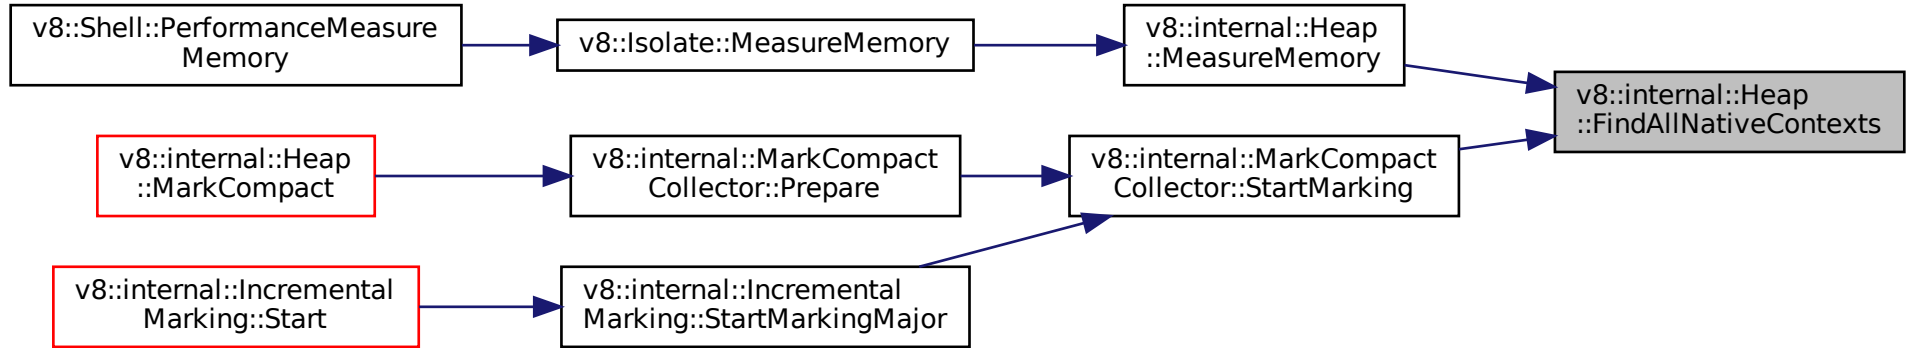 v8::Shell::PerformanceMeasure
Memory
v8::Isolate::MeasureMemory
v8::internal::Heap
::MeasureMemory
v8::internal::Heap
::FindAllNativeContexts
v8::internal::Heap
::MarkCompact
v8::internal::MarkCompact
Collector::Prepare
v8::internal::MarkCompact
Collector::StartMarking
v8::internal::Incremental
Marking::Start
v8::internal::Incremental
Marking::StartMarkingMajor